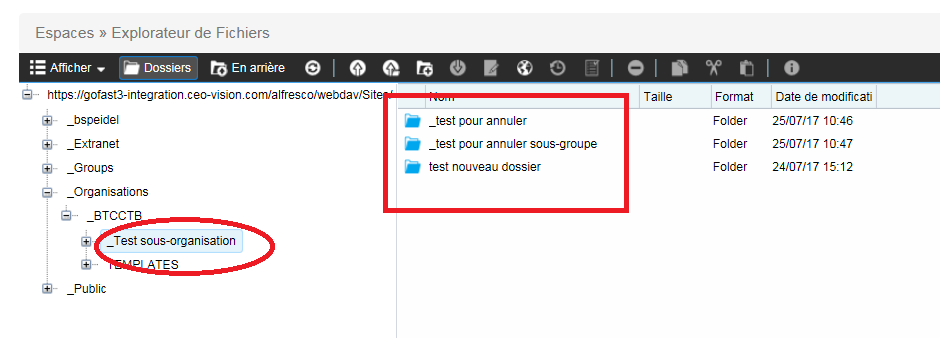 Espaces » Explorateur de Fichiers
Afficher Dossiers En arrière
https://gofast3-integration.ceo-vision.com/alfresco/webdav/Sites/
Nom Taille Format Date de modificati
_bspeidel
_Extranet
_Groups
_Organisations
_BTCCTB
_Test sous-organisation
TEMPLATES
_Public
_test pour annuler Folder 25/07/17 10:46
_test pour annuler sous-groupe Folder 25/07/17 10:47
test nouveau dossier Folder 24/07/17 15:12